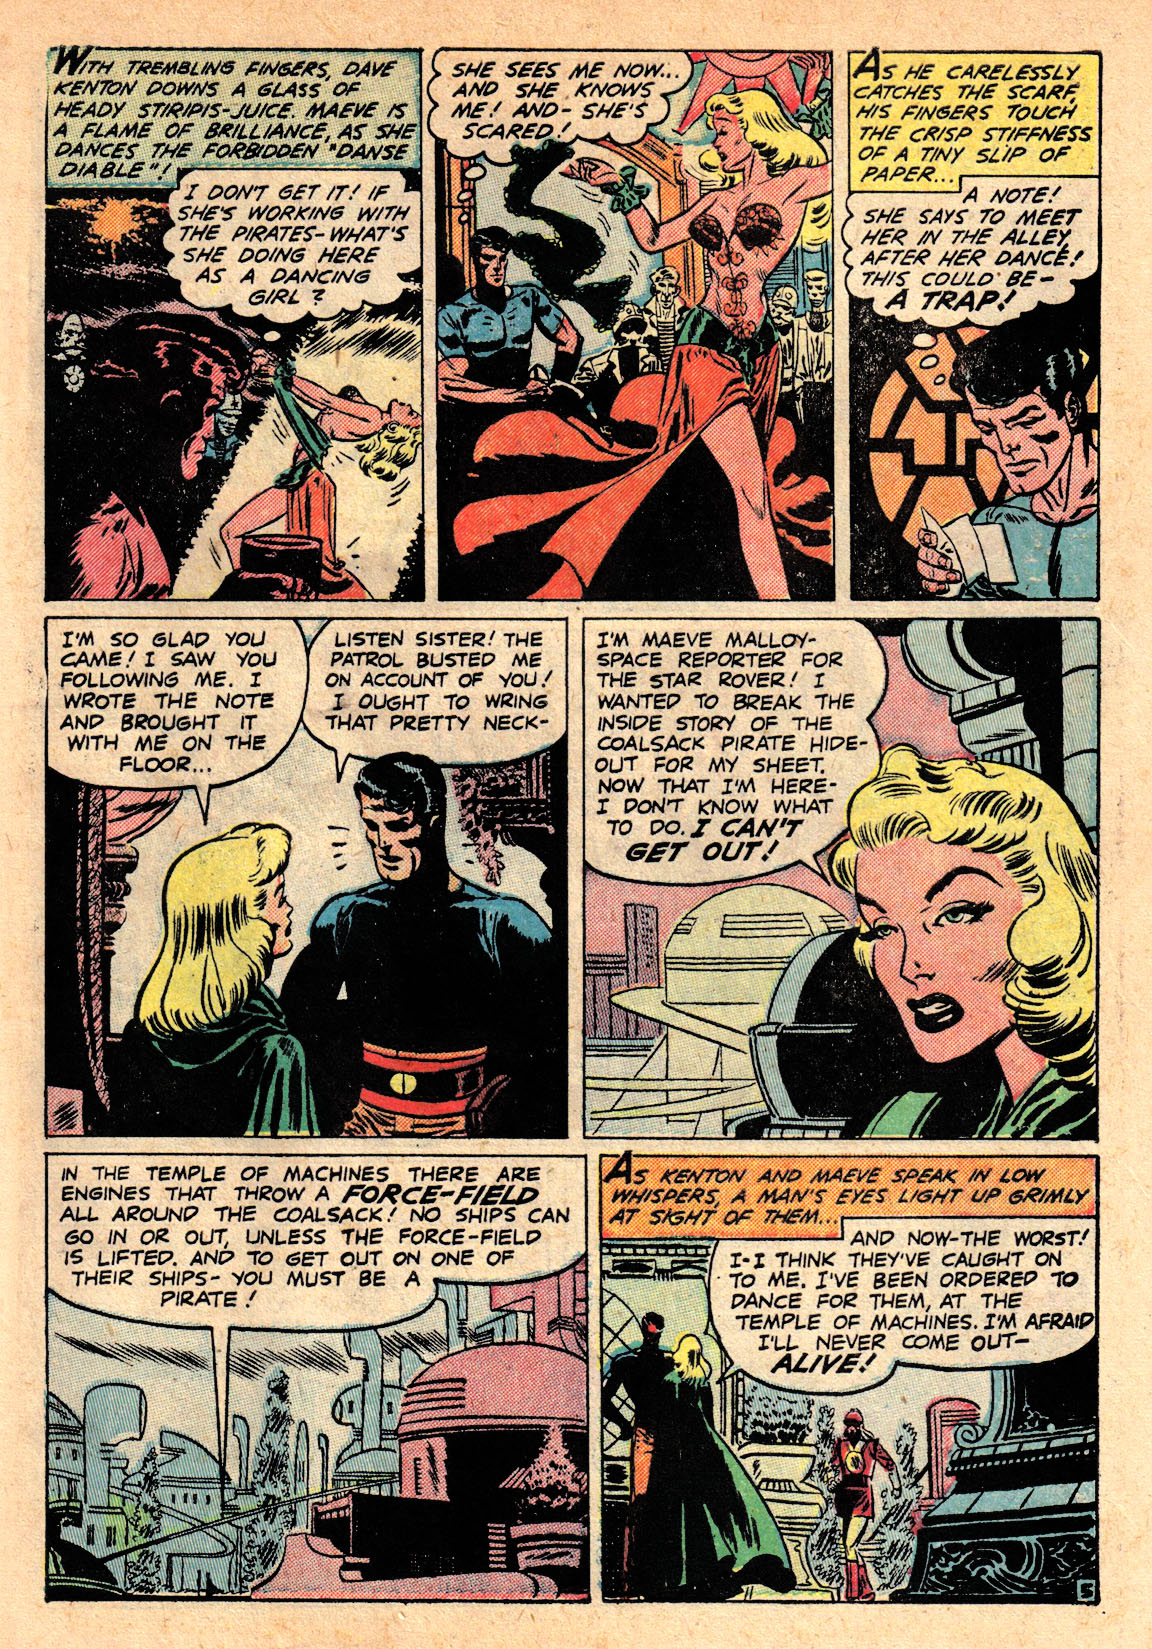 WITH TREMBLING FINGERS, DAVE
KENTON DOWNS A GLASS OF
HEADY STIRIPIS-JUICE. MAEVE IS
A FLAME OF BRILLIANCE, AS SHE
DANCES THE FORBIDDEN "DANSE
DIABLE"!
I DON'T GET IT! IF
SHE'S WORKING WITH
THE PIRATES-WHAT'S
SHE DOING HERE
AS A DANCING
GIRL?
SHE SEES ME NOW...
AND SHE KNOWS
ME! AND- SHE'S
SCARED!
AS HE CARELESSLY
CATCHES THE SCARF,
HIS FINGERS TOUCH
THE CRISP STIFFNESS
OF A TINY SLIP OF
PAPER...
A NOTE!
SHE SAYS TO MEET
HER IN THE ALLEY,
AFTER HER DANCE!
THIS COULD BE-
A TRAP!
I'M SO GLAD YOU
CAME! I SAW YOU
FOLLOWING ME. I
WROTE THE NOTE
AND BROUGHT IT
WITH ME ON THE
FLOOR...
LISTEN SISTER! THE
PATROL BUSTED ME
ON ACCOUNT OF YOU!
I OUGHT TO WRING
THAT PRETTY NECK-
I'M MAEVE MALLOY-
SPACE REPORTER FOR
THE STAR ROVER! I
WANTED TO BREAK THE
INSIDE STORY OF THE
COALSACK PIRATE HIDE-
OUT FOR MY SHEET.
NOW THAT I'M HERE-
I DON'T KNOW WHAT
TO DO. I CAN'T
GET OUT!
IN THE TEMPLE OF MACHINES THERE ARE
ENGINES THAT THROW A FORCE-FIELD
ALL AROUND THE COALSACK! NO SHIPS CAN
GO IN OR OUT, UNLESS THE FORCE-FIELD
IS LIFTED. AND TO GET OUT ON ONE OF
THEIR SHIPS- YOU MUST BE A
PIRATE!
AS KENTON AND MAEVE SPEAK IN LOW
WHISPERS, A MAN'S EYES LIGHT UP GRIMLY
AT SIGHT OF THEM...
AND NOW-THE WORST!
I-I THINK THEY'VE CAUGHT ON
TO ME. I'VE BEEN ORDERED TO
DANCE FOR THEM, AT THE
TEMPLE OF MACHINES. I'M AFRAID
I'LL NEVER COME OUT-
ALIVE!
5